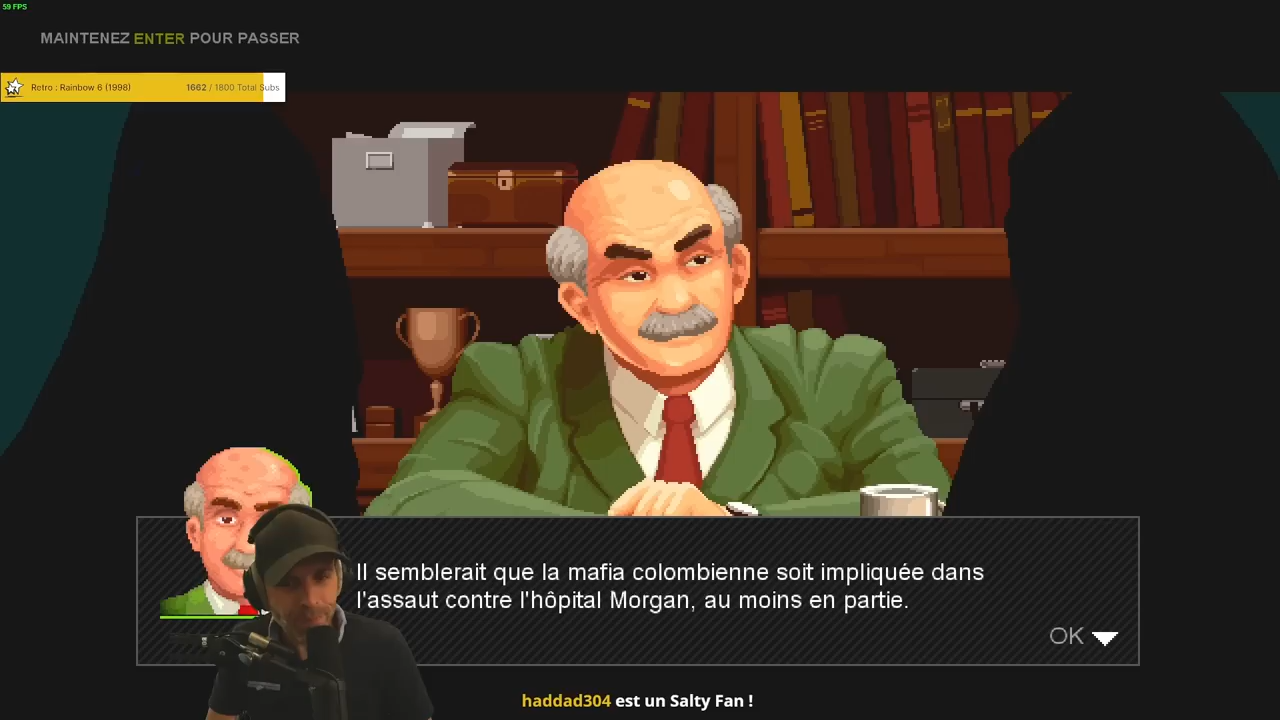 59 FPS
MAINTENEZ ENTER POUR PASSER
Retro : Rainbow 6 (1998) 1662 / 1800 Total Subs
Il semblerait que la mafia colombienne soit impliquée dans
l'assaut contre l'hôpital Morgan, au moins en partie.
OK
haddad304 est un Salty Fan !